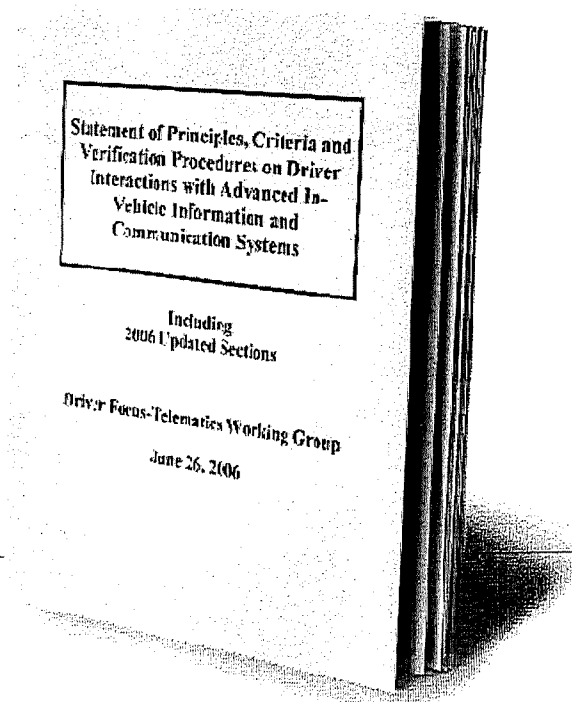 Statement of Principles, Criteria and
Verification Procedures on Driver
Interactions with Advanced In-
Vehicle Information and
Communication Systems
Including
2006 Updated Sections
Driver Focus-Telematics Working Group
June 26, 2006